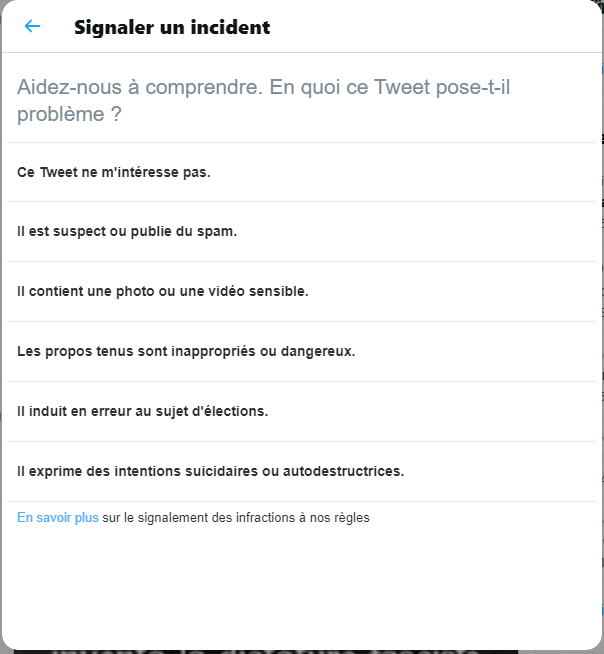 Signaler un incident
Aidez-nous à comprendre. En quoi ce Tweet pose-t-il
problème ?
Ce Tweet ne m'intéresse pas.
Il est suspect ou publie du spam.
Il contient une photo ou une vidéo sensible.
Les propos tenus sont inappropriés ou dangereux.
Il induit en erreur au sujet d'élections.
Il exprime des intentions suicidaires ou autodestructrices.
En savoir plus sur le signalement des infractions à nos règles